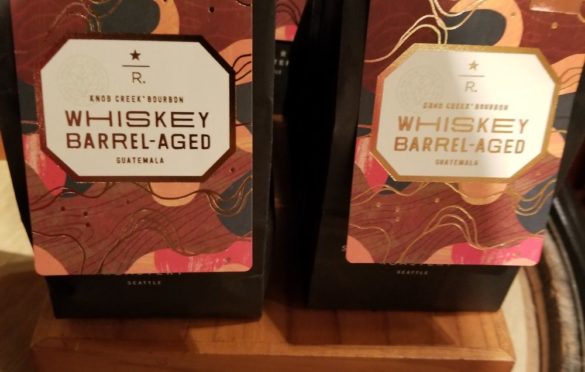 R.
KNOB CREEK® BOURBON
WHISKEY
BARREL-AGED
GUATEMALA
SEATTLE
R.
KNOB CREEK® BOURBON
WHISKEY
BARREL-AGED
GUATEMALA
SEATTLE